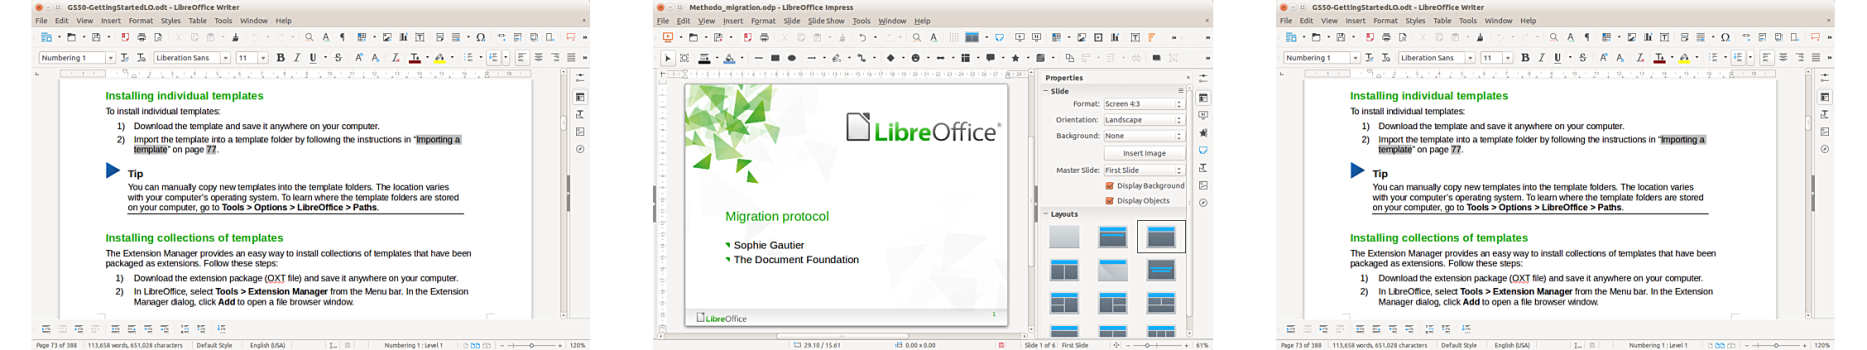 GS50-GettingStartedLO.odt - LibreOffice Writer
File Edit View Insert Format Styles Table Tools Window Help
Numbering 1 Liberation Sans 11
Installing individual templates
To install individual templates:
1) Download the template and save it anywhere on your computer.
2) Import the template into a template folder by following the instructions in "Importing a
template" on page 77.
Tip
You can manually copy new templates into the template folders. The location varies
with your computer's operating system. To learn where the template folders are stored
on your computer, go to Tools > Options > LibreOffice > Paths.
Installing collections of templates
The Extension Manager provides an easy way to install collections of templates that have been
packaged as extensions. Follow these steps:
1) Download the extension package (OXT file) and save it anywhere on your computer.
2) In LibreOffice, select Tools > Extension Manager from the Menu bar. In the Extension
Manager dialog, click Add to open a file browser window.
Page 73 of 388 113,658 words, 651,028 characters Default Style English (USA) Numbering 1 : Level 1 120%
Methodo_migration.odp - LibreOffice Impress
File Edit View Insert Format Slide Slide Show Tools Window Help
LibreOffice
Migration protocol
Sophie Gautier
The Document Foundation
LibreOffice 1
Properties
Slide
Format: Screen 4:3
Orientation: Landscape
Background: None
Insert Image
Master Slide: First Slide
Display Background
Display Objects
Layouts
29.10 / 15.61 0.00 x 0.00 Slide 1 of 6 First Slide 61%
GS50-GettingStartedLO.odt - LibreOffice Writer
File Edit View Insert Format Styles Table Tools Window Help
Numbering 1 Liberation Sans 11
Installing individual templates
To install individual templates:
1) Download the template and save it anywhere on your computer.
2) Import the template into a template folder by following the instructions in "Importing a
template" on page 77.
Tip
You can manually copy new templates into the template folders. The location varies
with your computer's operating system. To learn where the template folders are stored
on your computer, go to Tools > Options > LibreOffice > Paths.
Installing collections of templates
The Extension Manager provides an easy way to install collections of templates that have been
packaged as extensions. Follow these steps:
1) Download the extension package (OXT file) and save it anywhere on your computer.
2) In LibreOffice, select Tools > Extension Manager from the Menu bar. In the Extension
Manager dialog, click Add to open a file browser window.
Page 73 of 388 113,658 words, 651,028 characters Default Style English (USA) Numbering 1 : Level 1 120%